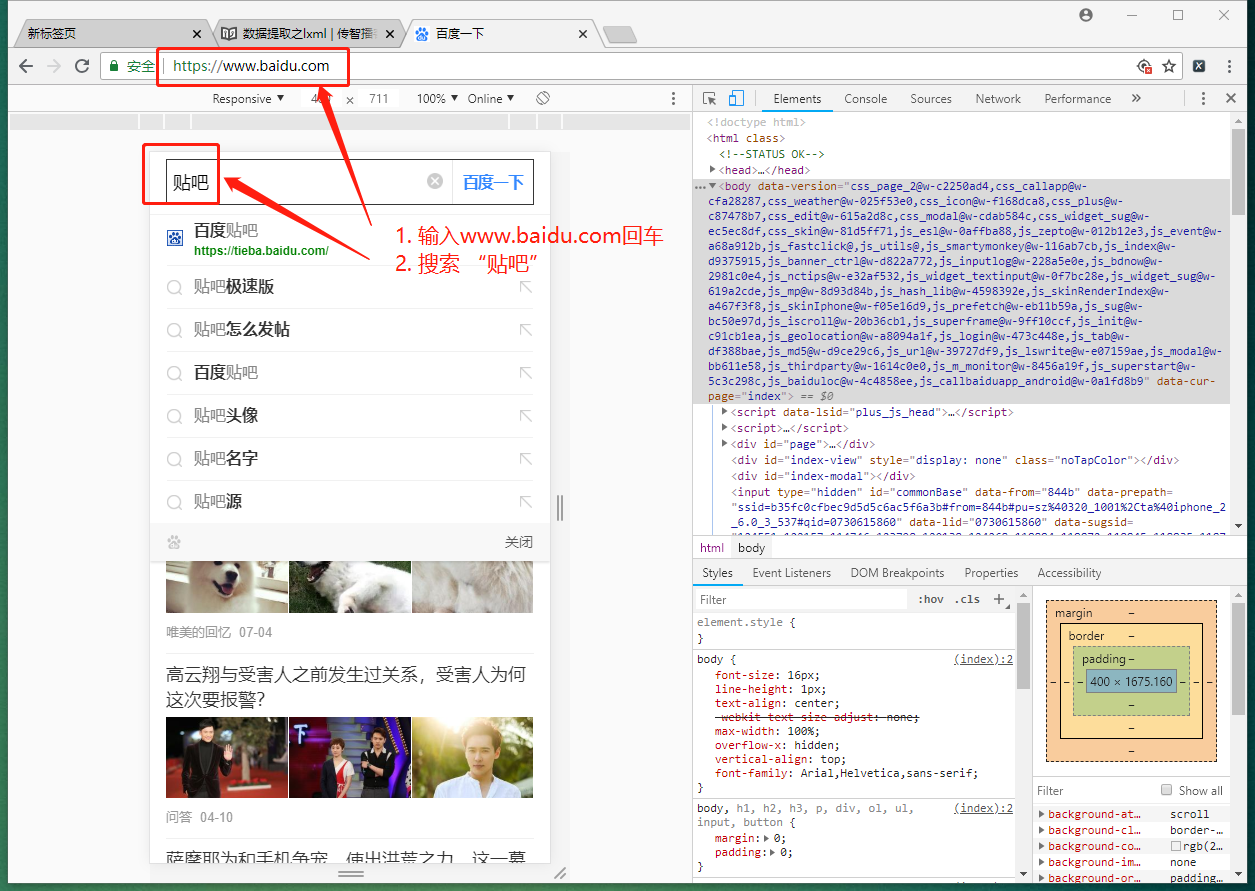 新标签页
数据提取之lxml | 传智播
百度一下
安全
https://www.baidu.com
Responsive ▼
×
711
100% ▼
Online ▼
Elements
Console
Sources
Network
Performance
»
贴吧
百度一下
百度贴吧
https://tieba.baidu.com/
贴吧极速版
贴吧怎么发帖
百度贴吧
贴吧头像
贴吧名字
贴吧源
关闭
1. 输入www.baidu.com回车
2. 搜索 “贴吧”
唯美的回忆 07-04
高云翔与受害人之前发生过关系，受害人为何
这次要报警?
问答 04-10
萨摩耶为和手机争宠，使出洪荒之力，这一幕
<!doctype html>
<html class>
<!--STATUS OK-->
▶<head>…</head>
▼<body data-version="css_page_2@w-c2250ad4,css_callapp@w-
cfa28287,css_weather@w-025f53e0,css_icon@w-f168dca8,css_plus@w-
c87478b7,css_edit@w-615a2d8c,css_modal@w-cdab584c,css_widget_sug@w-
ec5ec8df,css_skin@w-81d5ff71,js_esl@w-0affba88,js_zepto@w-012b12e3,js_event@w-
a68a912b,js_fastclick@,js_utils@,js_smartymonkey@w-116ab7cb,js_index@w-
d9375915,js_banner_ctrl@w-d822a772,js_inputlog@w-228a5e0e,js_bdnow@w-
2981c0e4,js_nctips@w-e32af532,js_widget_textinput@w-0f7bc28e,js_widget_sug@w-
619a2cde,js_mp@w-8d93d84b,js_hash_lib@w-4598392e,js_skinRenderIndex@w-
a467f3f8,js_skinIphone@w-f05e16d9,js_prefetch@w-eb11b59a,js_sug@w-
bc50e97d,js_iscroll@w-20b36cb1,js_superframe@w-9ff10ccf,js_init@w-
c91cb1ea,js_geolocation@w-a8094a1f,js_login@w-473c448e,js_tab@w-
df388bae,js_md5@w-d9ce29c6,js_url@w-39727df9,js_lswrite@w-e07159ae,js_modal@w-
bb611e58,js_thirdparty@w-1614c0e0,js_m_monitor@w-8456a19f,js_superstart@w-
5c3c298c,js_baiduloc@w-4c4858ee,js_callbaiduapp_android@w-0a1fd8b9" data-cur-
page="index"> == $0
▶<script data-lsid="plus_js_head">…</script>
▶<script>…</script>
▶<div id="page">…</div>
<div id="index-view" style="display: none" class="noTapColor"></div>
<div id="index-modal"></div>
<input type="hidden" id="commonBase" data-from="844b" data-prepath=
"ssid=b35fc0cfbec9d5d5c6ac5f6a3b#from=844b#pu=sz%40320_1001%2Cta%40iphone_2
_6.0_3_537#qid=0730615860" data-lid="0730615860" data-sugsid=
html body
Styles
Event Listeners
DOM Breakpoints
Properties
Accessibility
Filter
:hov .cls +
element.style {
}
body {
(index):2
font-size: 16px;
line-height: 1px;
text-align: center;
-webkit-text-size-adjust: none;
max-width: 100%;
overflow-x: hidden;
vertical-align: top;
font-family: Arial,Helvetica,sans-serif;
}
body, h1, h2, h3, p, div, ol, ul,
(index):2
input, button {
margin:▶ 0;
padding:▶ 0;
}
margin –
border –
padding –
– – – 400 × 1675.160 – – –
–
–
–
Filter
Show all
▶ background-at… scroll
▶ background-cl… border-…
▶ background-co… rgb(2…
▶ background-im… none
▶ background-or… padding…